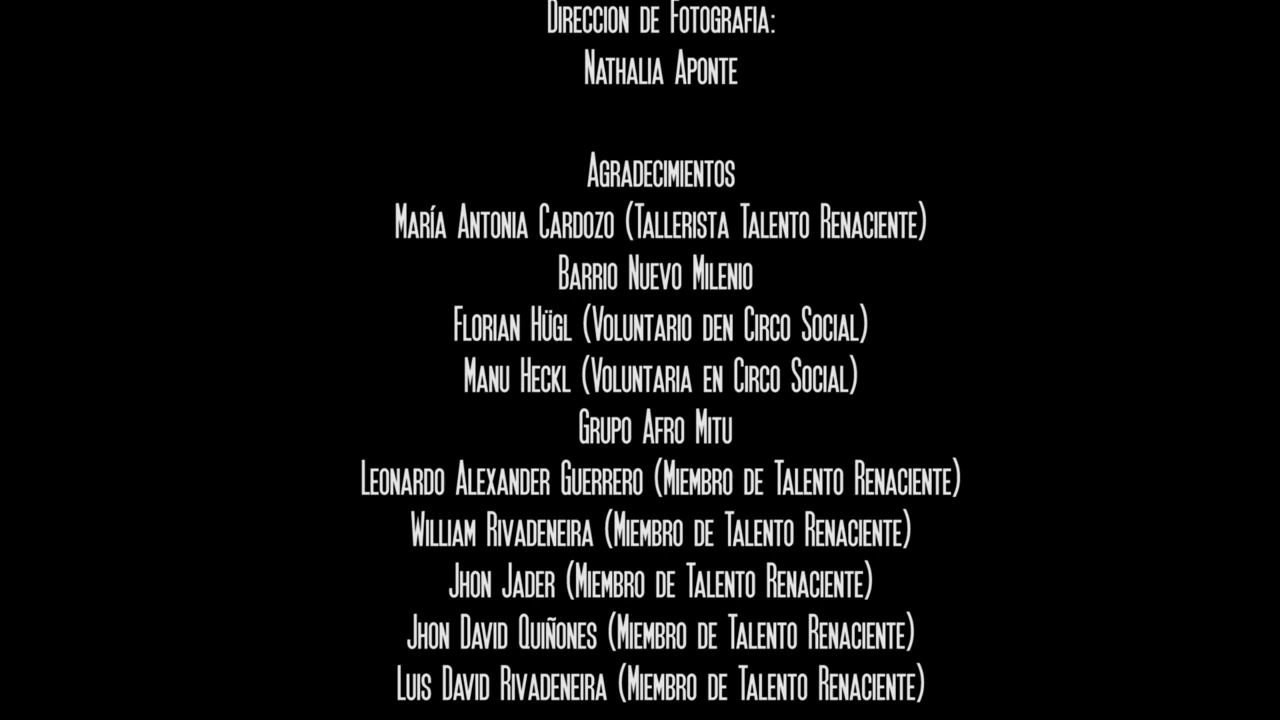 Direccion de Fotografia:
Nathalia Aponte
Agradecimientos
María Antonia Cardozo (Tallerista Talento Renaciente)
Barrio Nuevo Milenio
Florian Hügl (Voluntario den Circo Social)
Manu Heckl (Voluntaria en Circo Social)
Grupo Afro Mitu
Leonardo Alexander Guerrero (Miembro de Talento Renaciente)
William Rivadeneira (Miembro de Talento Renaciente)
Jhon Jader (Miembro de Talento Renaciente)
Jhon David Quiñones (Miembro de Talento Renaciente)
Luis David Rivadeneira (Miembro de Talento Renaciente)